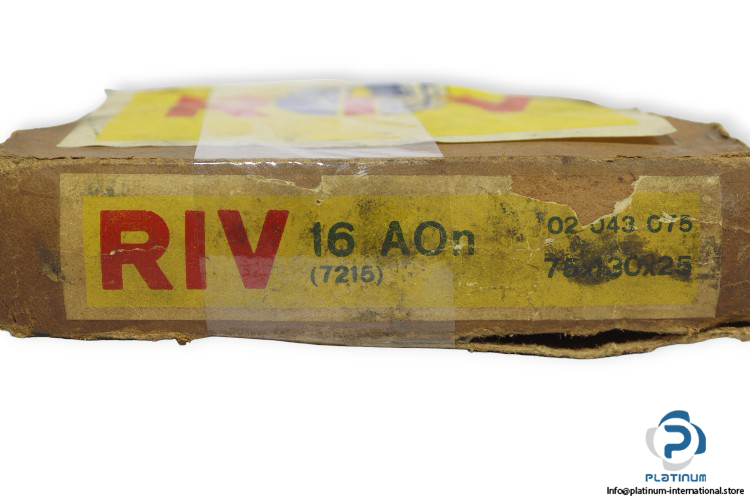 RIV
16 AOn
(7215)
02 043 075
75x130x25
PLATINUM
Info@platinum-international.store